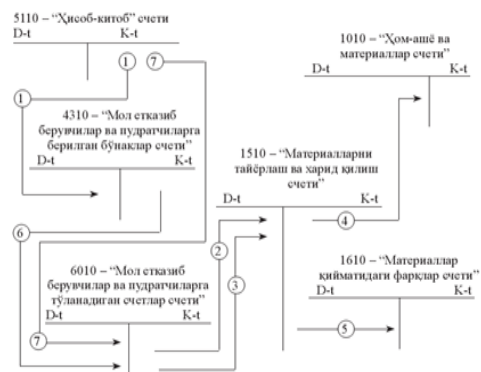 5110 – “Ҳисоб-китоб” счети
D-t K-t
1 7
1
4310 – “Мол етказиб
берувчилар ва пудратчиларга
берилган бўнаклар счети”
D-t K-t
6
6010 – “Мол етказиб
берувчилар ва пудратчиларга
тўланадиган счетлар счети”
D-t K-t
7
2
3
1510 – “Материалларни
тайёрлаш ва харид қилиш
счети”
D-t K-t
4
1010 – “Ҳом-ашё ва
материаллар счети”
D-t K-t
1610 – “Материаллар
қийматидаги фарқлар счети”
D-t K-t
5